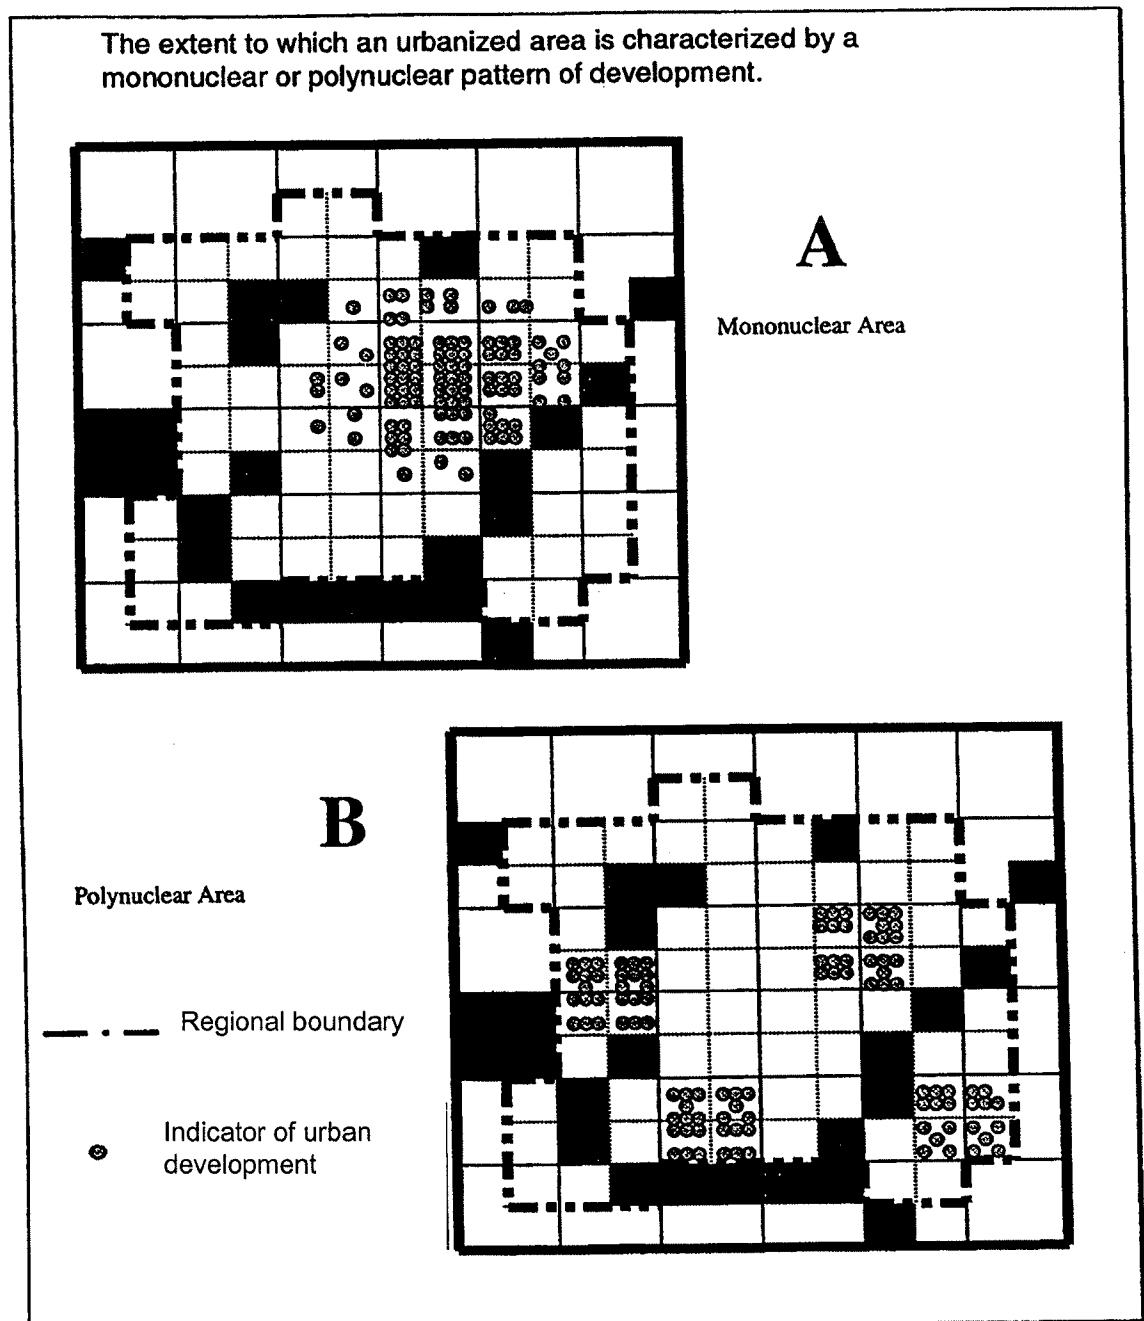 The extent to which an urbanized area is characterized by a
mononuclear or polynuclear pattern of development.
A
Mononuclear Area
B
Polynuclear Area
Regional boundary
Indicator of urban
development